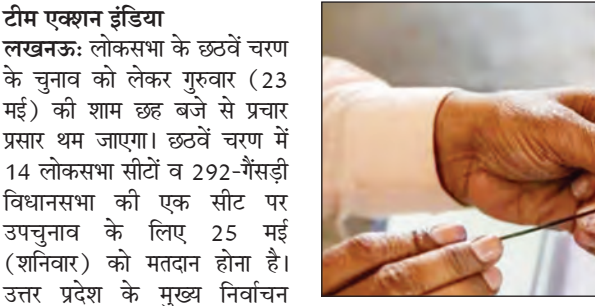 टीम एक्शन इंडिया
लखनऊः लोकसभा के छठवें चरण
के चुनाव को लेकर गुरुवार (23
मई) की शाम छह बजे से प्रचार
प्रसार थम जाएगा। छठवें चरण में
14 लोकसभा सीटों व 292-गैंसड़ी
विधानसभा की एक सीट पर
उपचुनाव के लिए 25 मई
(शनिवार) को मतदान होना है।
उत्तर प्रदेश के मुख्य निर्वाचन